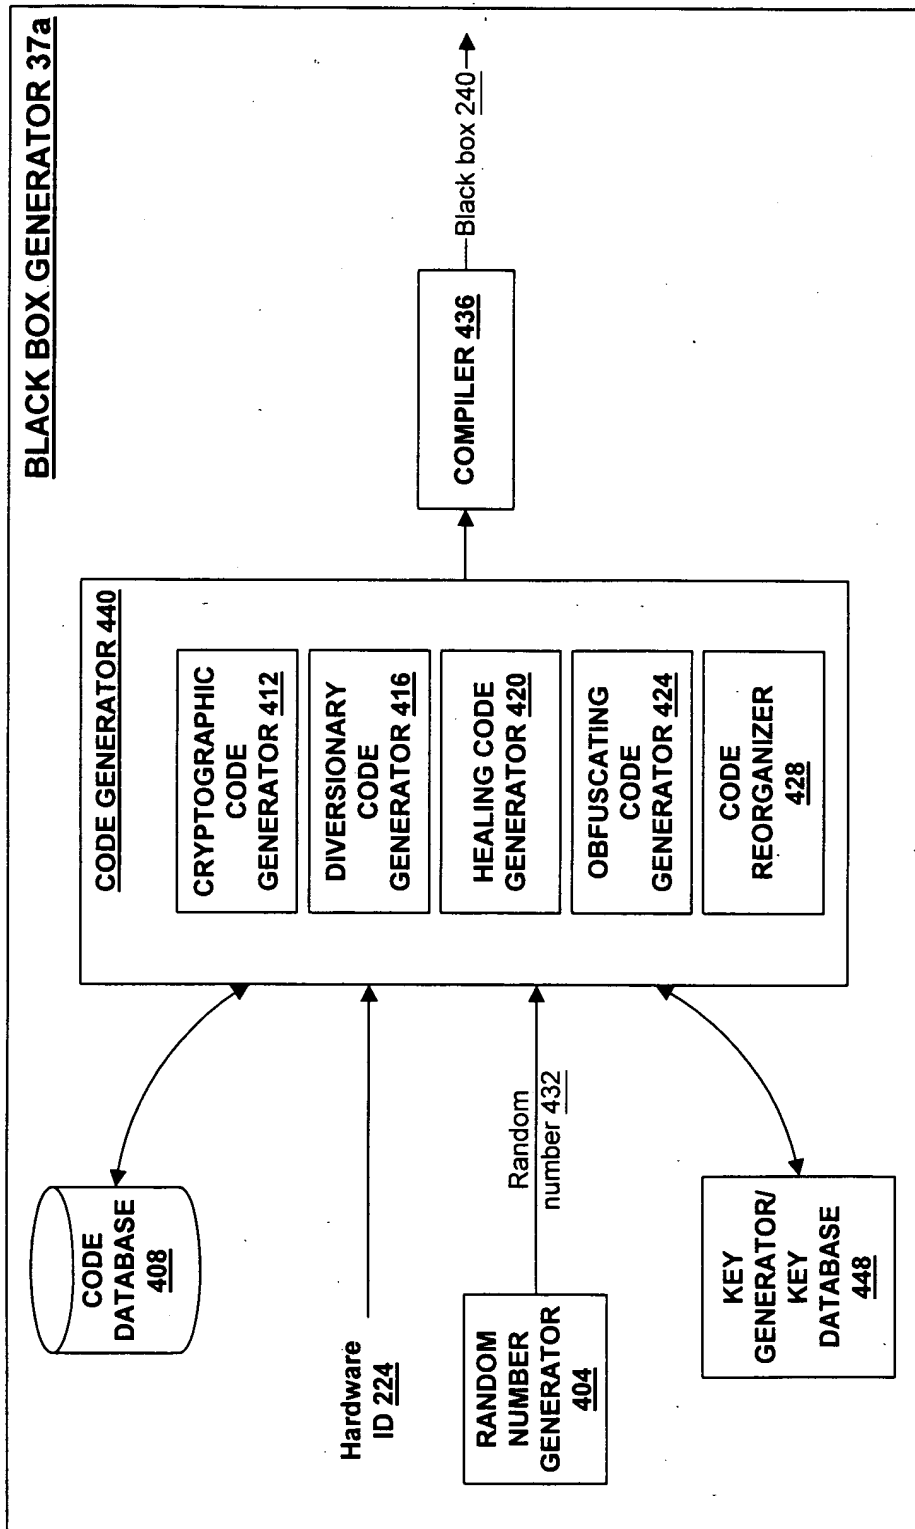 BLACK BOX GENERATOR 37a
CODE DATABASE 408
Hardware
ID 224
RANDOM
NUMBER
GENERATOR
404
Random
number 432
KEY
GENERATOR/
KEY
DATABASE
448
CODE GENERATOR 440
CRYPTOGRAPHIC
CODE
GENERATOR 412
DIVERSIONARY
CODE
GENERATOR 416
HEALING CODE
GENERATOR 420
OBFUSCATING
CODE
GENERATOR 424
CODE
REORGANIZER
428
COMPILER 436
Black box 240